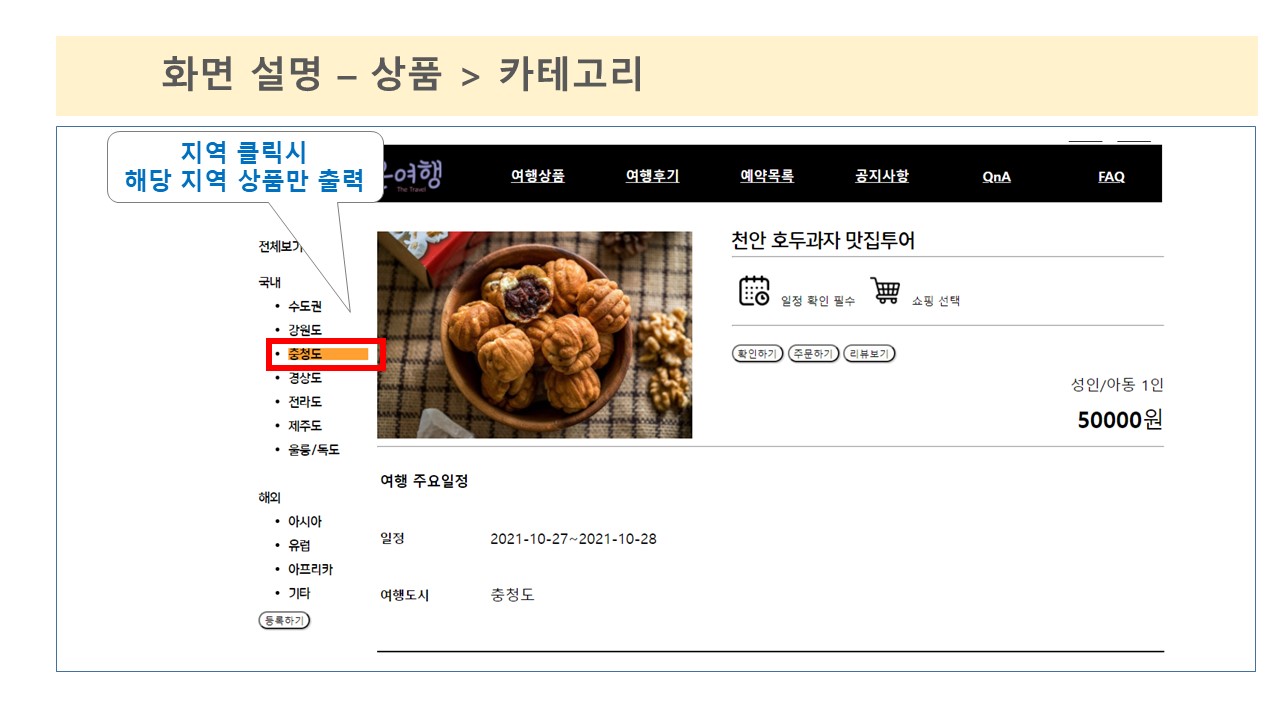 화면 설명 – 상품 > 카테고리
지역 클릭시
해당 지역 상품만 출력
여행
The Travel
여행상품
여행후기
예약목록
공지사항
QnA
FAQ
전체보기
국내
• 수도권
• 강원도
• 충청도
• 경상도
• 전라도
• 제주도
• 울릉/독도
해외
• 아시아
• 유럽
• 아프리카
• 기타
등록하기
천안 호두과자 맛집투어
일정 확인 필수
쇼핑 선택
확인하기 주문하기 리뷰보기
성인/아동 1인
50000원
여행 주요일정
일정 2021-10-27~2021-10-28
여행도시 충청도